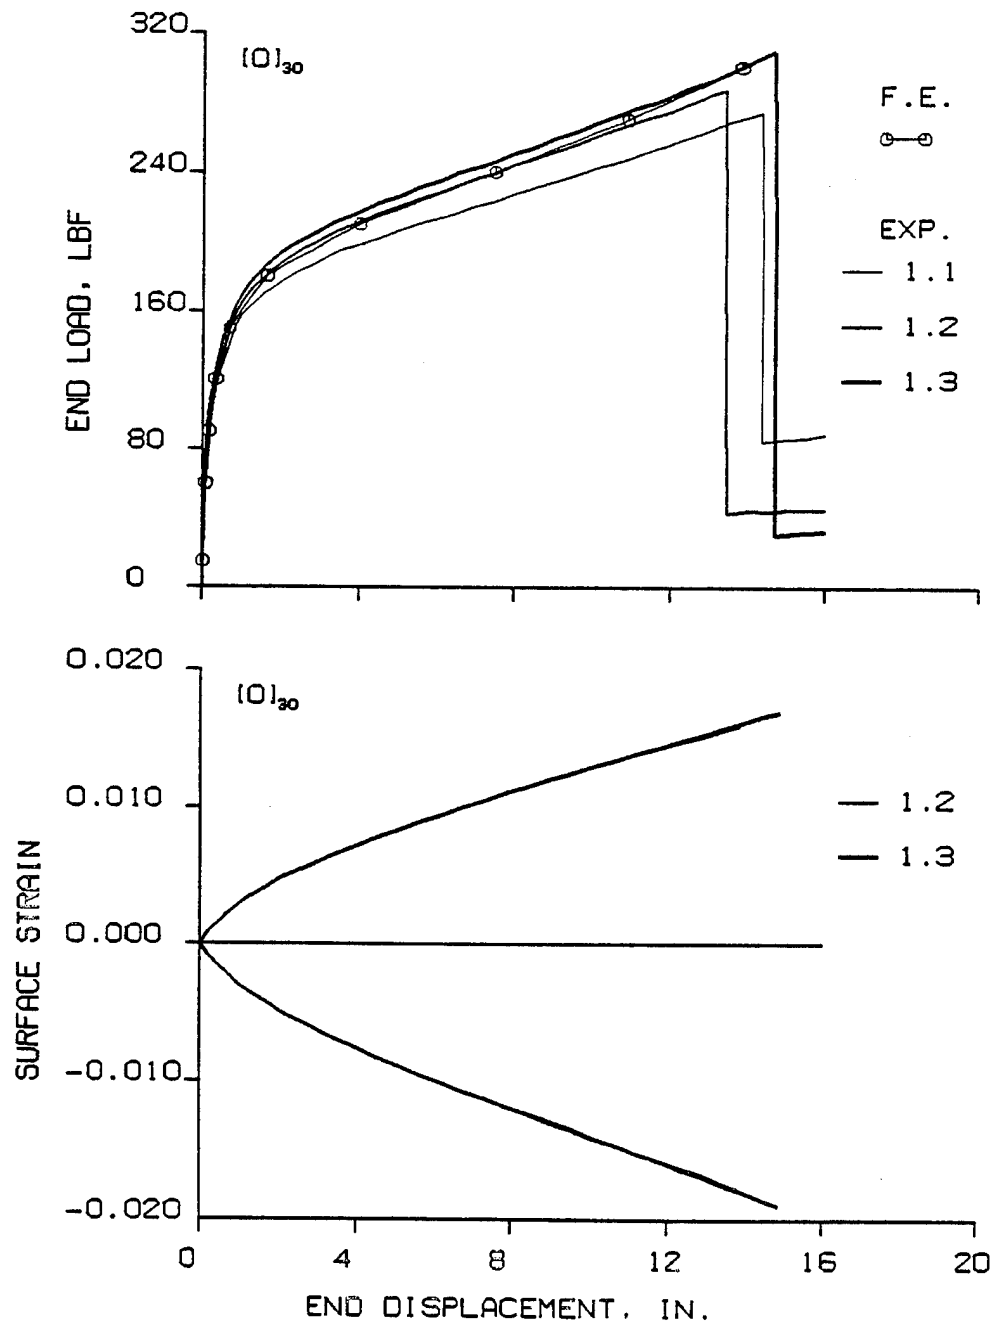 320
[0]30
F.E.
240
EXP.
1.1
160
1.2
1.3
80
0
END LOAD, LBF
0.020
[0]30
0.010
1.2
1.3
0.000
-0.010
-0.020
SURFACE STRAIN
0 4 8 12 16 20
END DISPLACEMENT, IN.